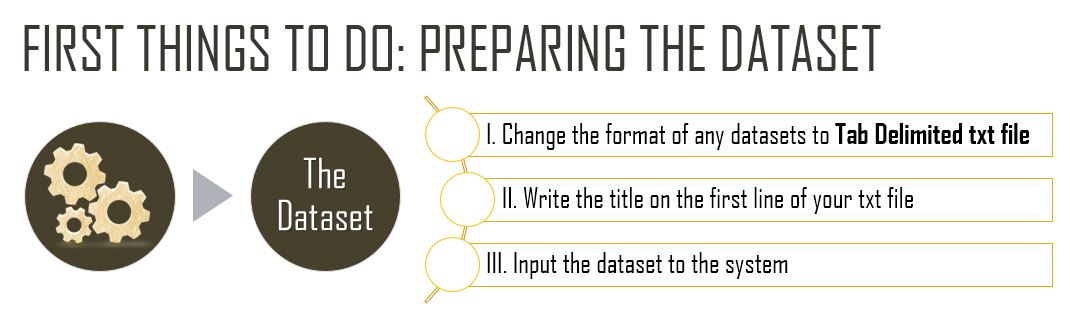 FIRST THINGS TO DO: PREPARING THE DATASET
The
Dataset
I. Change the format of any datasets to Tab Delimited txt file
II. Write the title on the first line of your txt file
III. Input the dataset to the system